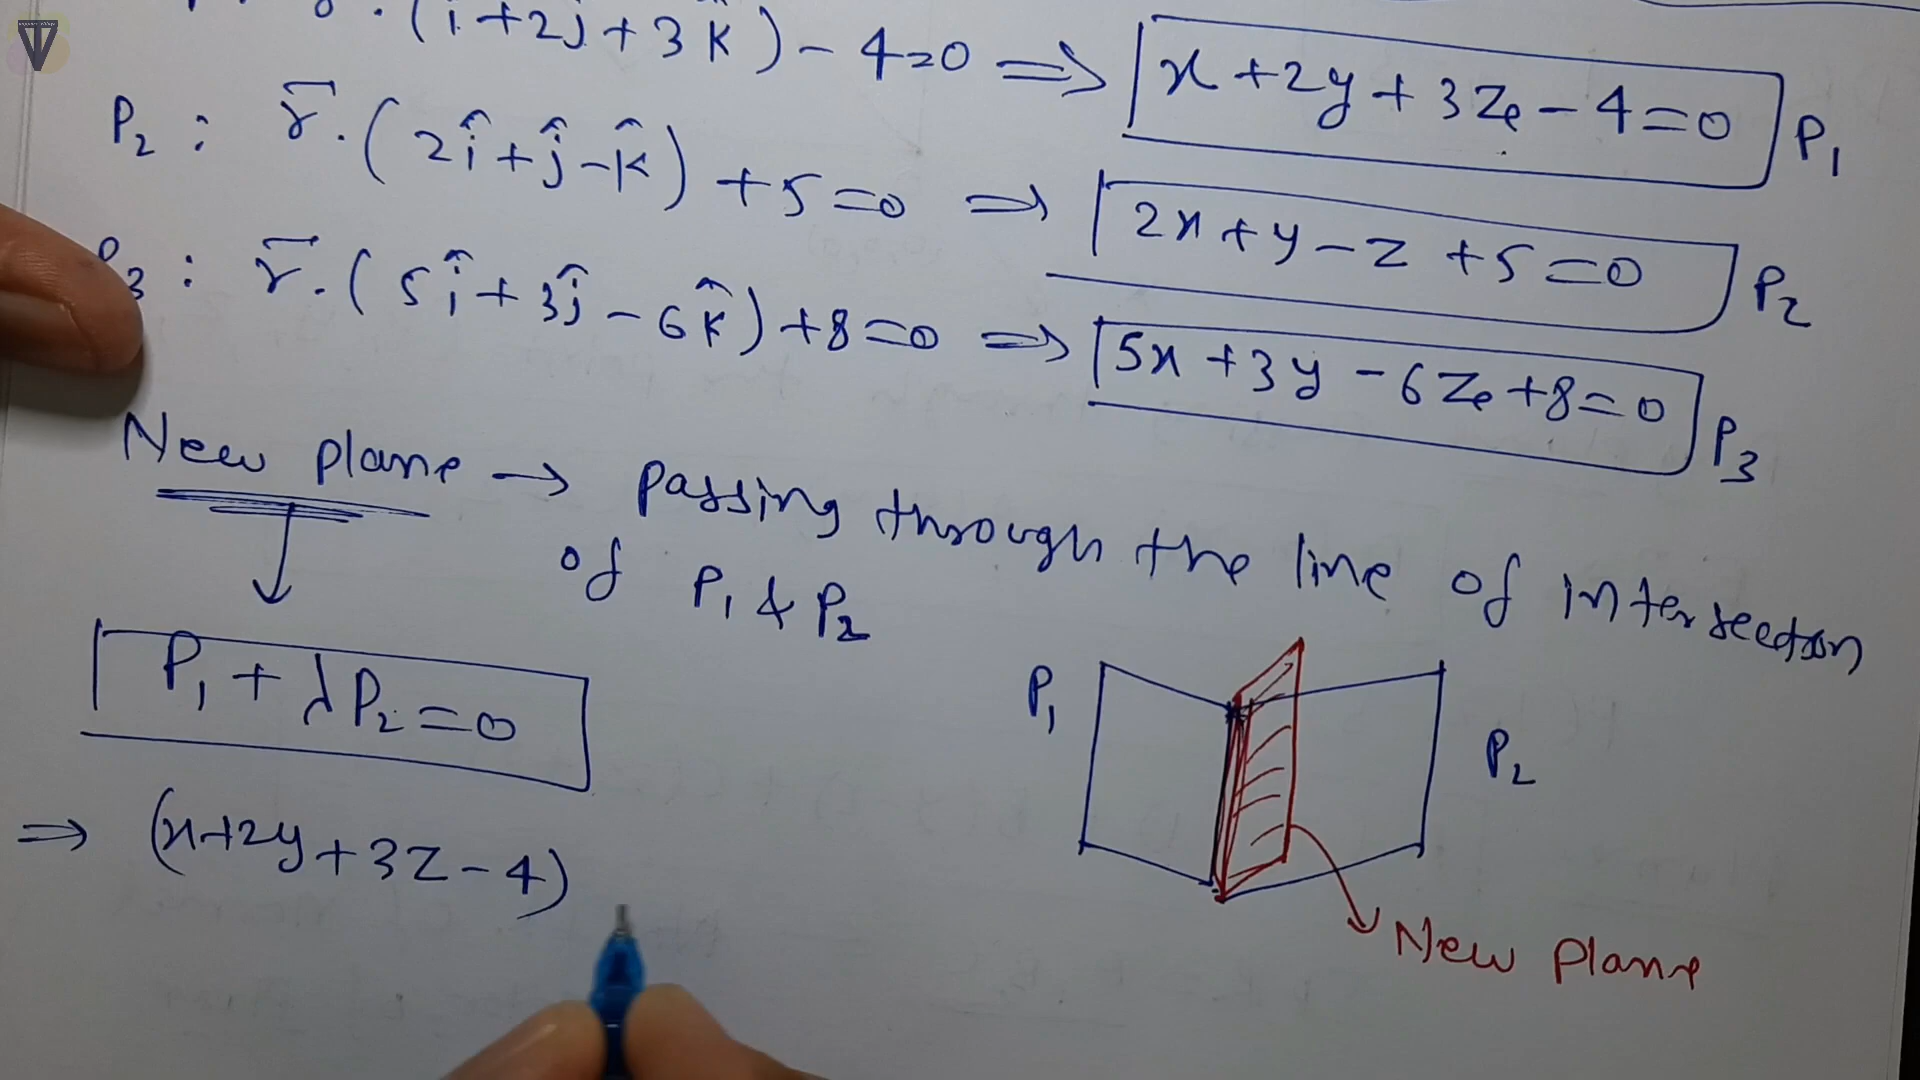 . (i+2j+3k̂)-4=0 ⇒ x+2y+3z-4=0 P₁
P₂ : r⃗.(2î+ĵ-k̂)+5=0 ⇒ 2x+y-z+5=0 P₂
P₃ : r⃗.(5î+3ĵ-6k̂)+8=0 ⇒ 5x+3y-6z+8=0 P₃
New plane → passing through the line of intersection
of P₁ & P₂
P₁+λP₂=0
⇒ (x+2y+3z-4)
P₁
P₂
New Plane